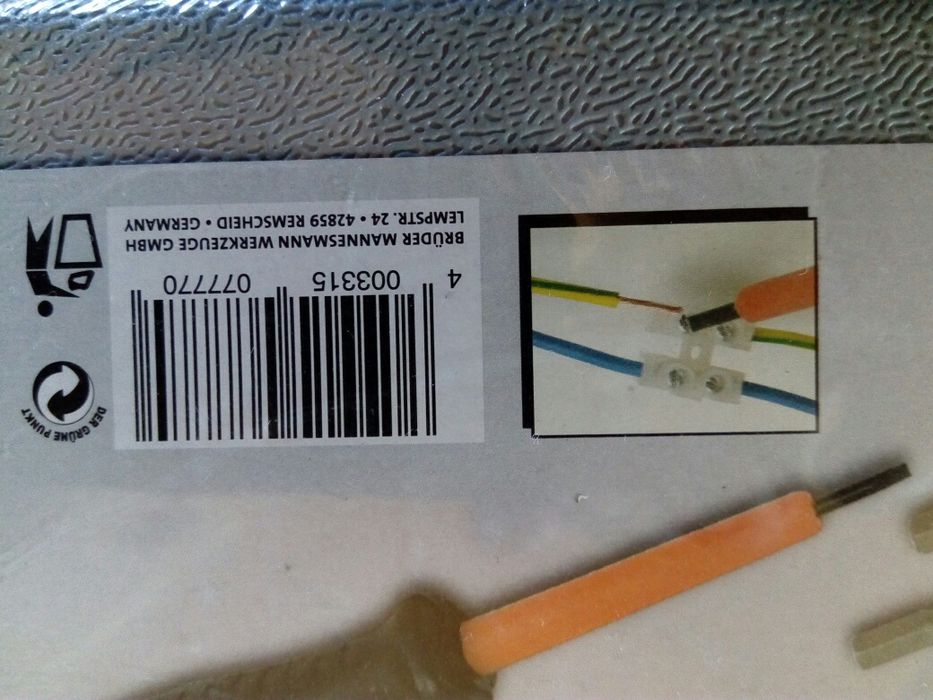 4 003315 077770
BRÜDER MANNESMANN WERKZEUGE GMBH
LEMPSTR. 24 • 42859 REMSCHEID • GERMANY
DER GRÜNE PUNKT